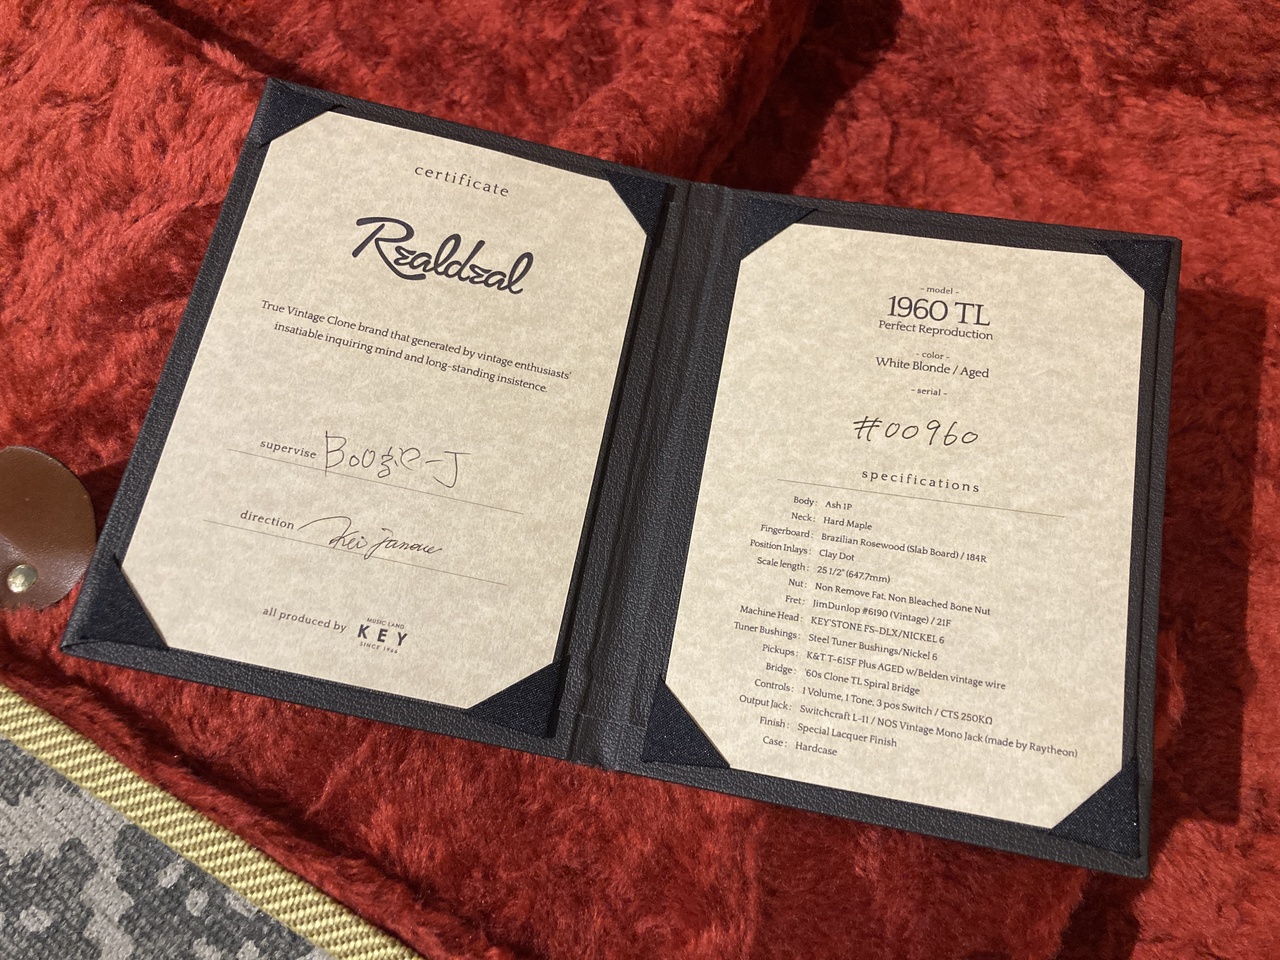 certificate
Realdeal
True Vintage Clone brand that generated by vintage enthusiasts'
insatiable inquiring mind and long-standing insistence.
supervise
direction
all produced by
MUSIC LAND
KEY
SINCE 1966
- model -
1960 TL
Perfect Reproduction
- color -
White Blonde / Aged
- serial -
#00960
specifications
Body: Ash 1P
Neck: Hard Maple
Fingerboard: Brazilian Rosewood (Slab Board) / 184R
Position Inlays: Clay Dot
Scale length: 25 1/2" (647.7mm)
Nut: Non Remove Fat, Non Bleached Bone Nut
Fret: JimDunlop #6190 (Vintage) / 21F
Machine Head: KEY'STONE FS-DLX/NICKEL 6
Tuner Bushings: Steel Tuner Bushings/Nickel 6
Pickups: K&T T-61SF Plus AGED w/Belden vintage wire
Bridge: '60s Clone TL Spiral Bridge
Controls: 1 Volume, 1 Tone, 3 pos Switch / CTS 250KΩ
Output Jack: Switchcraft L-11 / NOS Vintage Mono Jack (made by Raytheon)
Finish: Special Lacquer Finish
Case: Hardcase